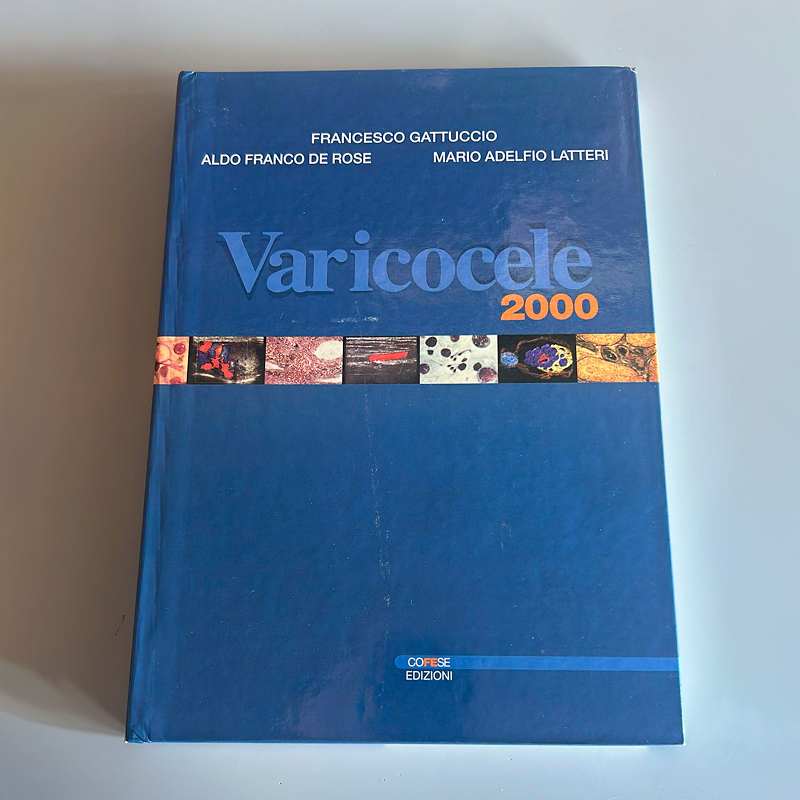 FRANCESCO GATTUCCIO
ALDO FRANCO DE ROSE MARIO ADELFIO LATTERI
Varicocele
2000
COFESE
EDIZIONI